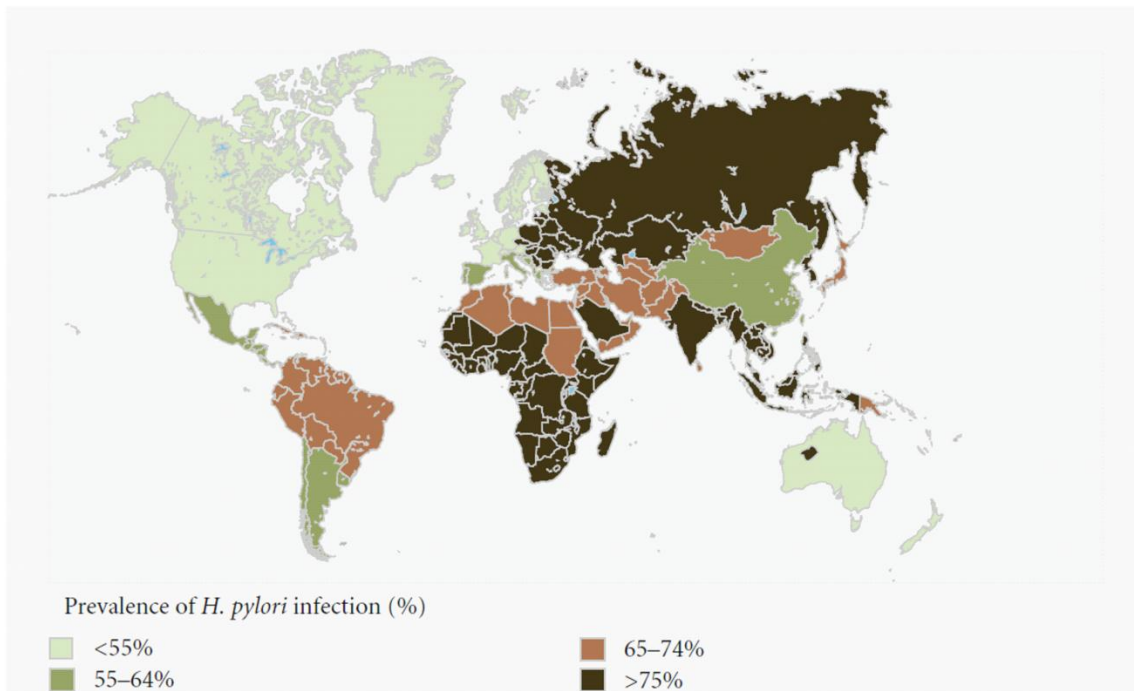 Prevalence of H. pylori infection (%)
<55%
65–74%
55–64%
>75%